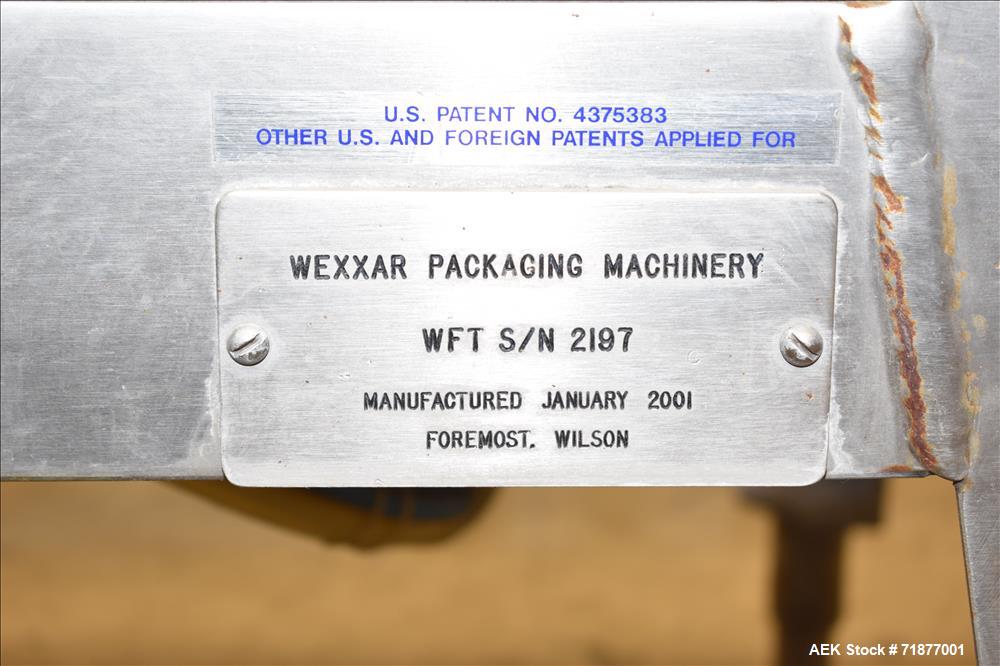 U.S. PATENT NO. 4375383
OTHER U.S. AND FOREIGN PATENTS APPLIED FOR
WEXXAR PACKAGING MACHINERY
WFT S/N 2197
MANUFACTURED JANUARY 2001
FOREMOST. WILSON
AEK Stock # 71877001